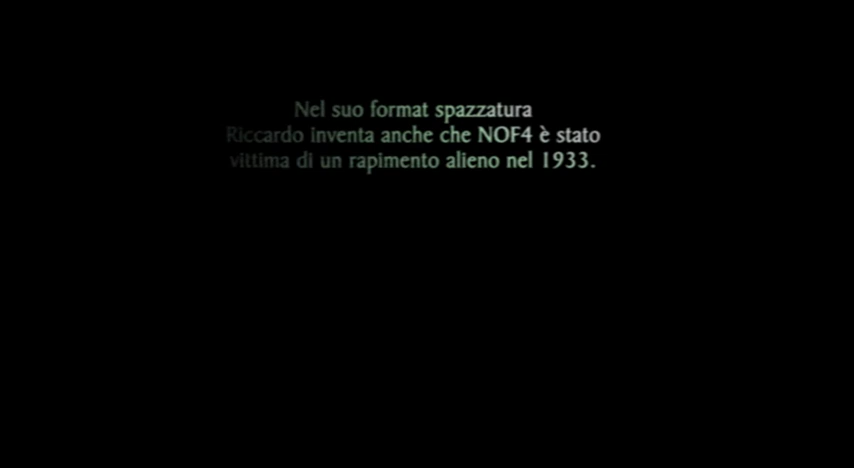 Nel suo format spazzatura
Riccardo inventa anche che NOF4 è stato
vittima di un rapimento alieno nel 1933.